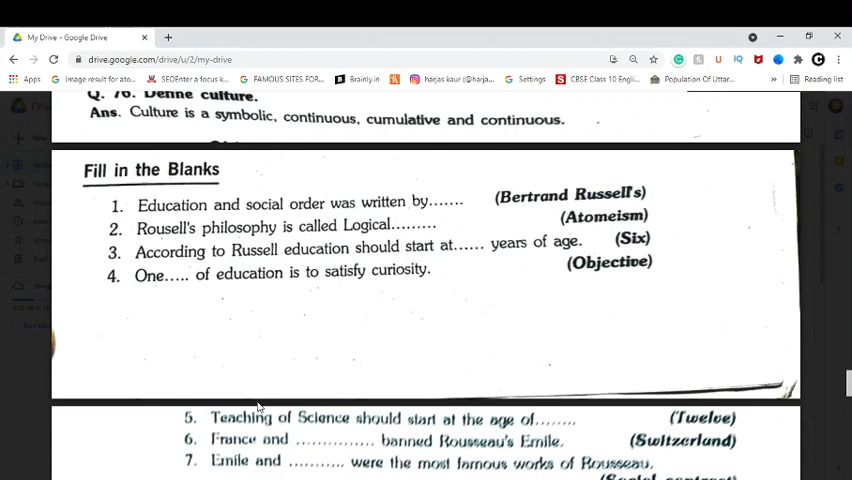 My Drive - Google Drive
drive.google.com/drive/u/2/my-drive
Apps Image result for ato... SEOEnter a focus k... FAMOUS SITES FOR... Brainly.in harjas kaur (@harja... Settings CBSE Class 10 Engli... Population Of Uttar... » Reading list
Q. 76. Define culture.
Ans. Culture is a symbolic, continuous, cumulative and continuous.
Fill in the Blanks
1. Education and social order was written by....... (Bertrand Russell's)
2. Rousell's philosophy is called Logical......... (Atomeism)
3. According to Russell education should start at...... years of age. (Six)
4. One..... of education is to satisfy curiosity. (Objective)
5. Teaching of Science should start at the age of........ (Twelve)
6. France and ............... banned Rousseau's Emile. (Switzerland)
7. Emile and ........... were the most famous works of Rousseau.
(Social contract)